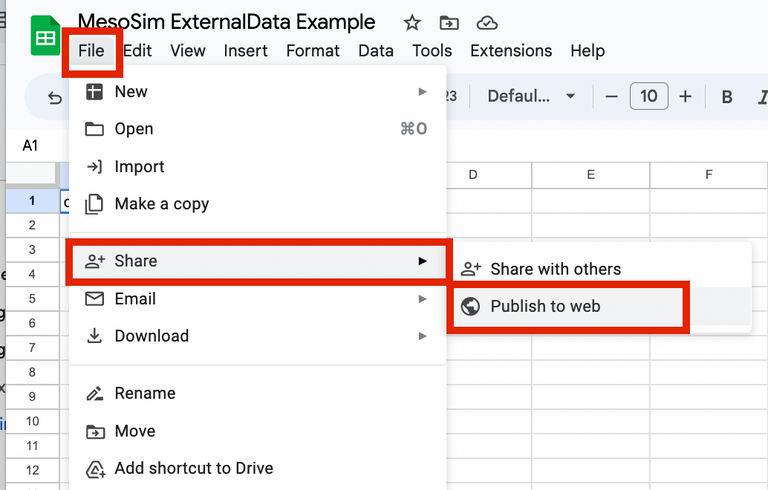 MesoSim ExternalData Example
File Edit View Insert Format Data Tools Extensions Help
23 Defaul... 10 B I
A1
New
Open ⌘O
Import
Make a copy
Share
Email
Download
Rename
Move
Add shortcut to Drive
Share with others
Publish to web
D E F
1
2
3
4
5
6
7
8
9
10
11
12